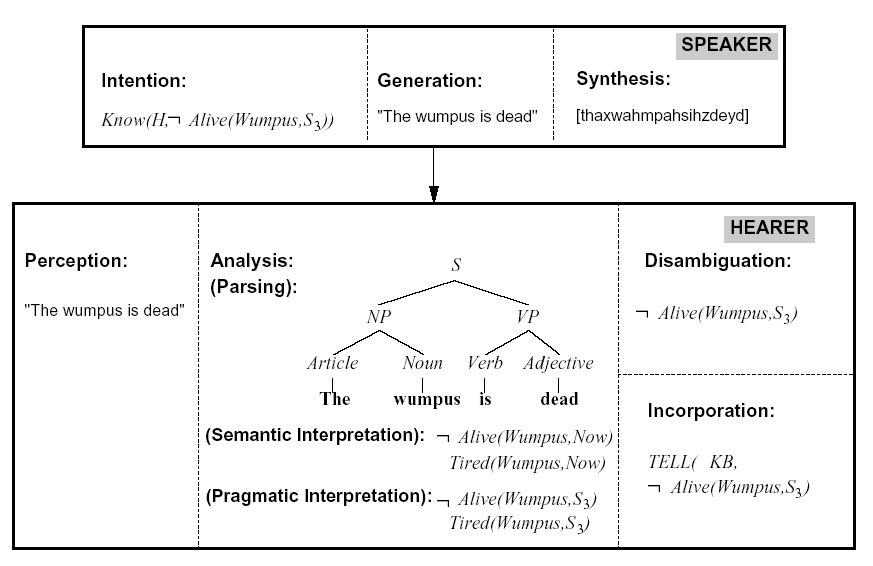 SPEAKER
Intention:
Generation:
Synthesis:
Know(H,¬ Alive(Wumpus,S3))
"The wumpus is dead"
[thaxwahmpahsihzdeyd]
HEARER
Perception:
"The wumpus is dead"
Analysis:
(Parsing):
S
NP VP
Article Noun Verb Adjective
The wumpus is dead
(Semantic Interpretation): ¬ Alive(Wumpus,Now)
Tired(Wumpus,Now)
(Pragmatic Interpretation): ¬ Alive(Wumpus,S3)
Tired(Wumpus,S3)
Disambiguation:
¬ Alive(Wumpus,S3)
Incorporation:
TELL( KB,
¬ Alive(Wumpus,S3)